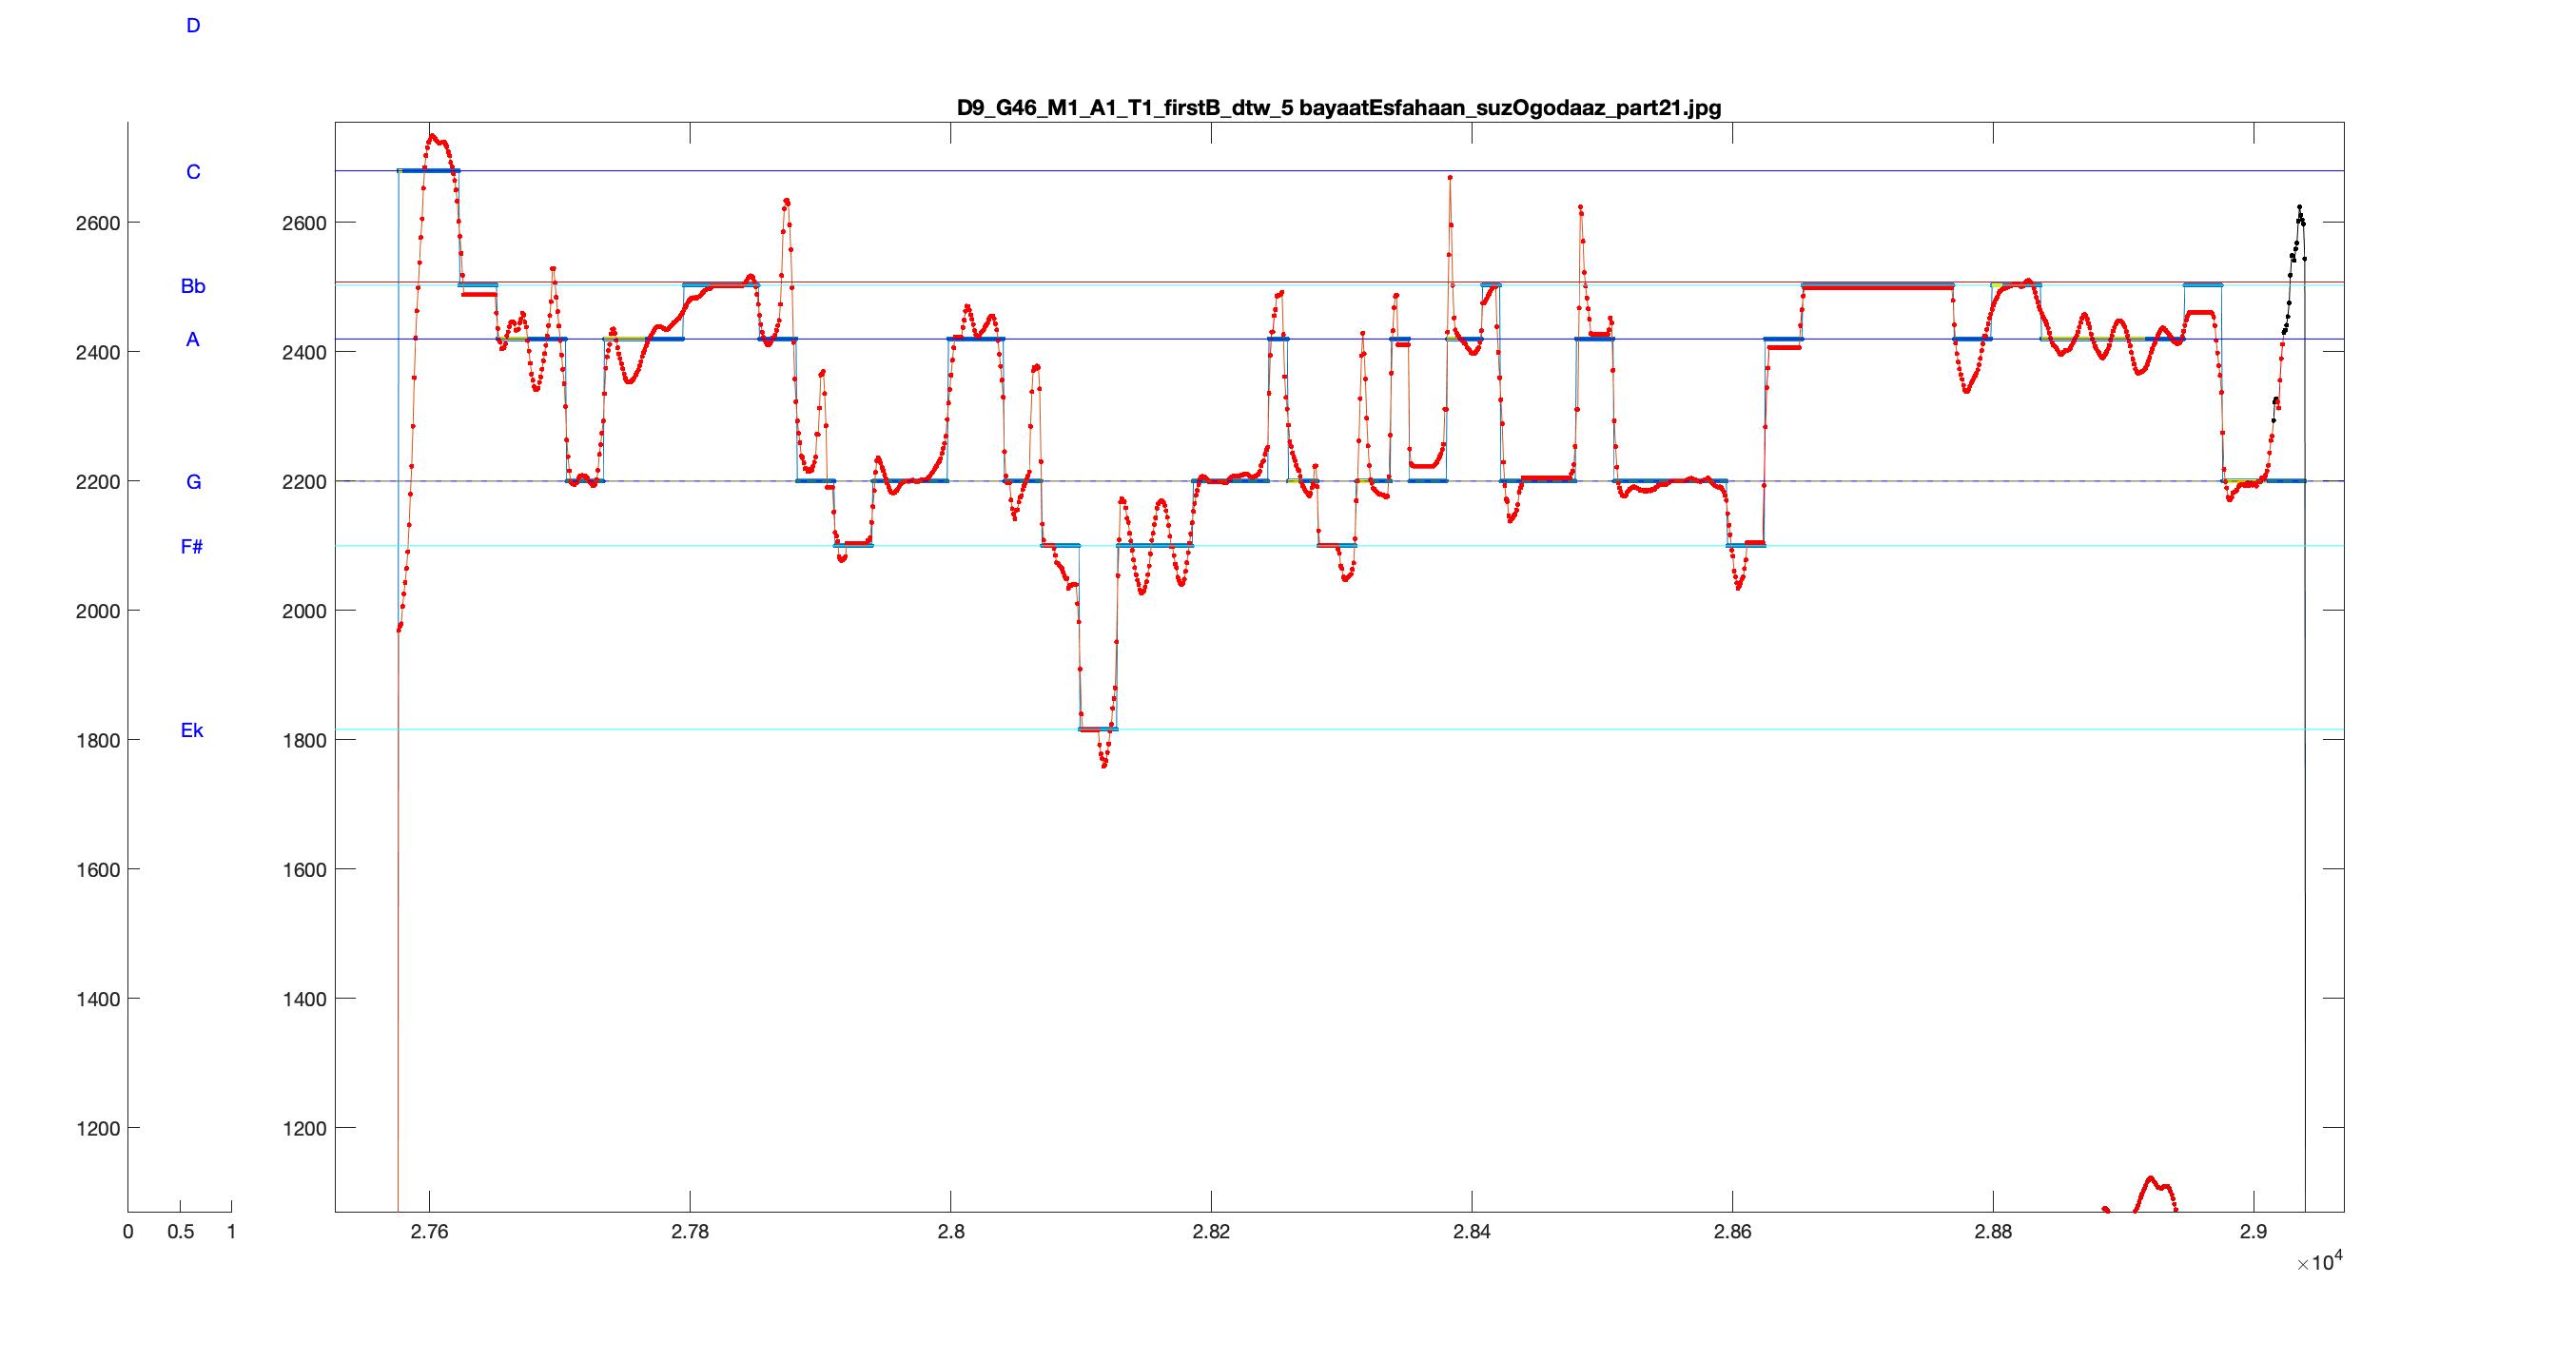 D
D9_G46_M1_A1_T1_firstB_dtw_5 bayaatEsfahaan_suzOgodaaz_part21.jpg
C
2600 2600
Bb
A
2400 2400
G
2200 2200
F#
2000 2000
Ek
1800 1800
1600 1600
1400 1400
1200 1200
0 0.5 1 2.76 2.78 2.8 2.82 2.84 2.86 2.88 2.9
×10⁴